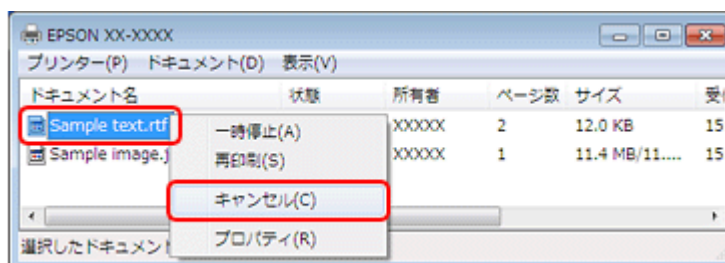 EPSON XX-XXXX
プリンター(P) ドキュメント(D) 表示(V)
ドキュメント名 状態 所有者 ページ数 サイズ
Sample text.rtf XXXXX 2 12.0 KB 15
Sample image.j XXXXX 1 11.4 MB/11.... 15
一時停止(A)
再印刷(S)
キャンセル(C)
プロパティ(R)
選択したドキュメント